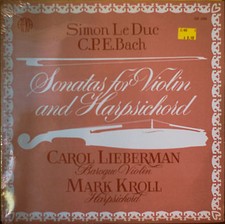 Simon Le Duc
C.P.E. Bach
Sonatas for Violin
and Harpsichord
CAROL LIEBERMAN
Baroque Violin
MARK KROLL
Harpsichord